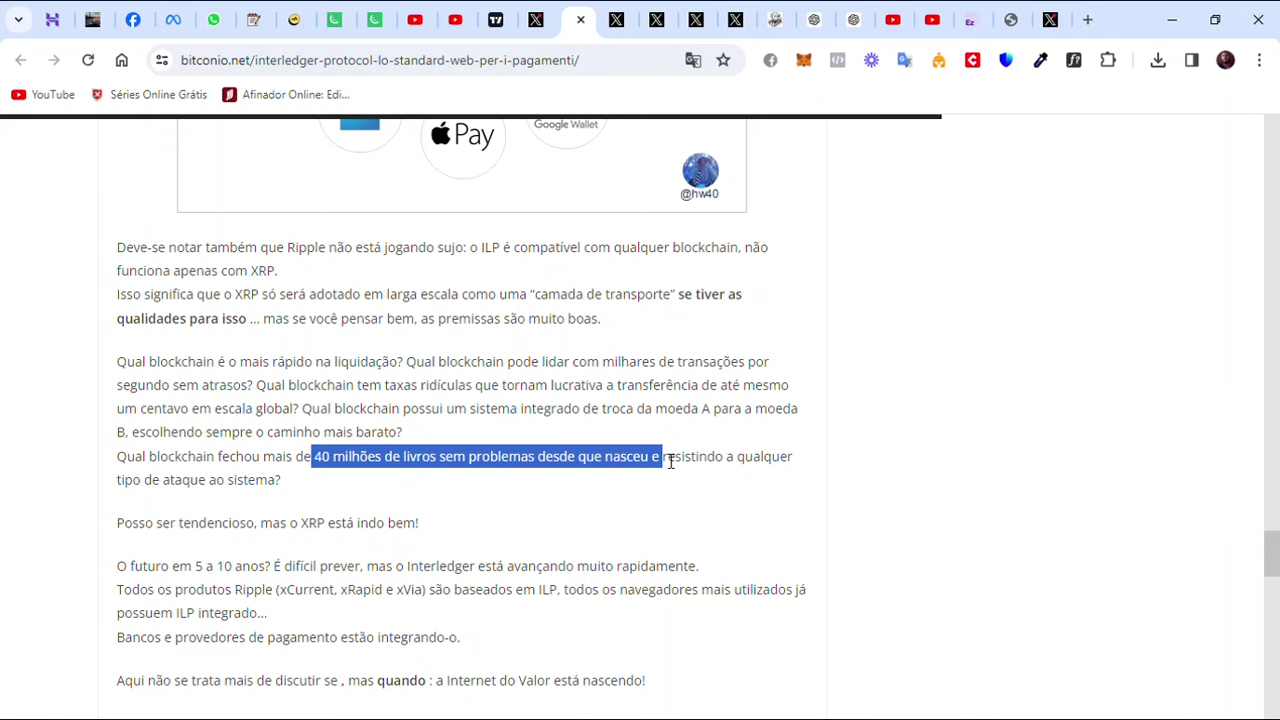 bitconio.net/interledger-protocol-lo-standard-web-per-i-pagamenti/
YouTube
Séries Online Grátis
Afinador Online: Edi...
Pay
Google Wallet
@hw40
Deve-se notar também que Ripple não está jogando sujo: o ILP é compatível com qualquer blockchain, não
funciona apenas com XRP.
Isso significa que o XRP só será adotado em larga escala como uma “camada de transporte” se tiver as
qualidades para isso ... mas se você pensar bem, as premissas são muito boas.
Qual blockchain é o mais rápido na liquidação? Qual blockchain pode lidar com milhares de transações por
segundo sem atrasos? Qual blockchain tem taxas ridículas que tornam lucrativa a transferência de até mesmo
um centavo em escala global? Qual blockchain possui um sistema integrado de troca da moeda A para a moeda
B, escolhendo sempre o caminho mais barato?
Qual blockchain fechou mais de 40 milhões de livros sem problemas desde que nasceu e resistindo a qualquer
tipo de ataque ao sistema?
Posso ser tendencioso, mas o XRP está indo bem!
O futuro em 5 a 10 anos? É difícil prever, mas o Interledger está avançando muito rapidamente.
Todos os produtos Ripple (xCurrent, xRapid e xVia) são baseados em ILP, todos os navegadores mais utilizados já
possuem ILP integrado...
Bancos e provedores de pagamento estão integrando-o.
Aqui não se trata mais de discutir se , mas quando : a Internet do Valor está nascendo!